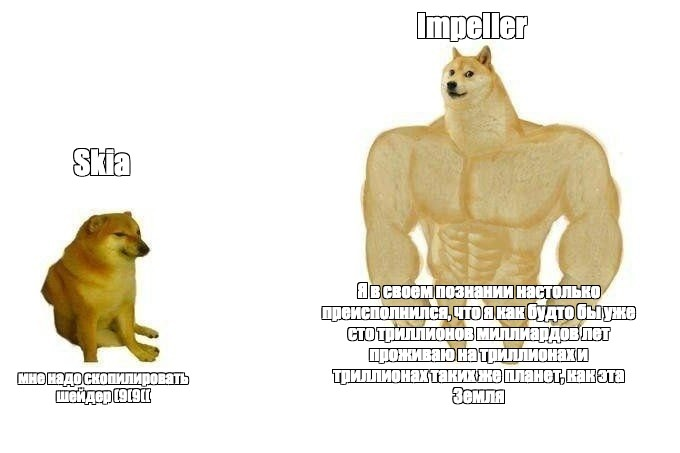 Impeller
Skia
Я в своем познании настолько
преисполнился, что я как будто бы уже
сто триллионов миллиардов лет
проживаю на триллионах и
триллионах таких же планет, как эта
Земля
мне надо скопилировать
шейдер (9(9((